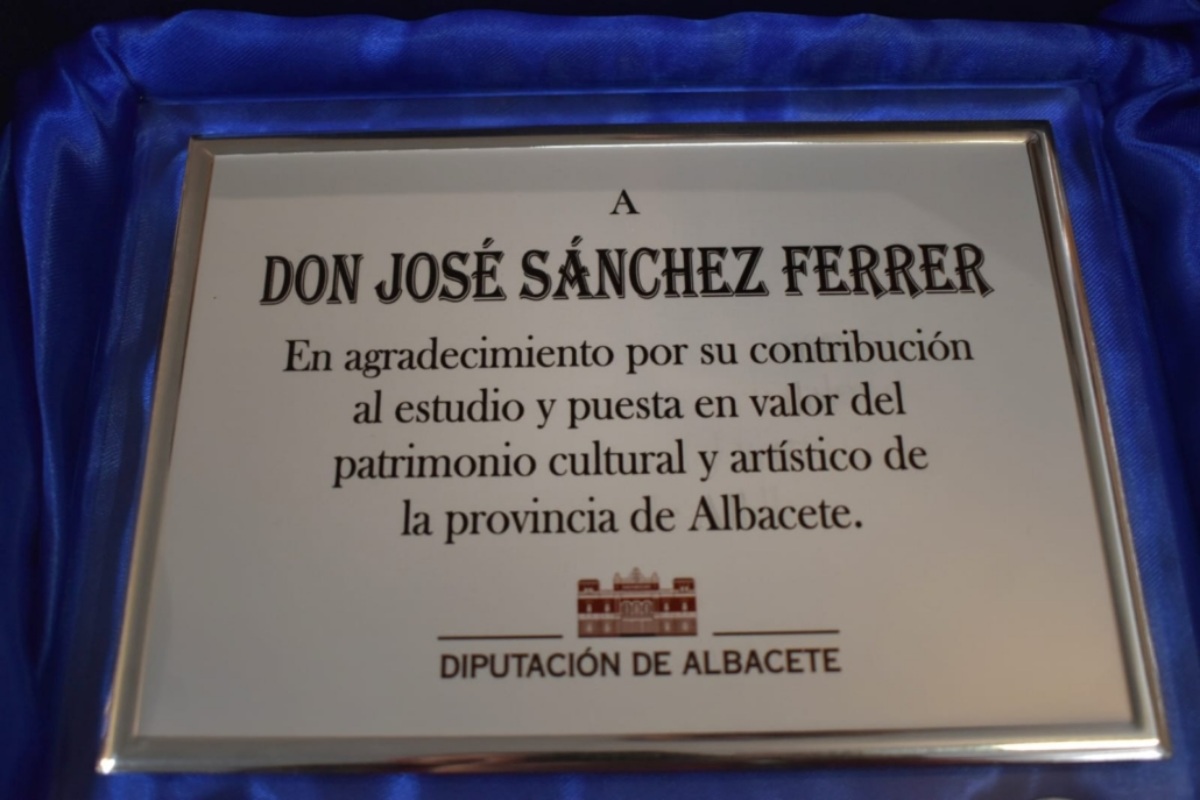 A
DON JOSÉ SÁNCHEZ FERRER
En agradecimiento por su contribución
al estudio y puesta en valor del
patrimonio cultural y artístico de
la provincia de Albacete.
DIPUTACIÓN DE ALBACETE